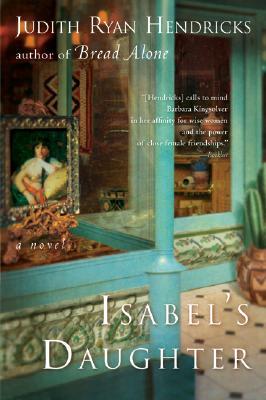 JUDITH RYAN HENDRICKS
author of Bread Alone
"[Hendricks] calls to mind
Barbara Kingsolver
in her affinity for wise women
and the power
of close female friendships."
—Booklist
a novel
ISABEL'S
DAUGHTER